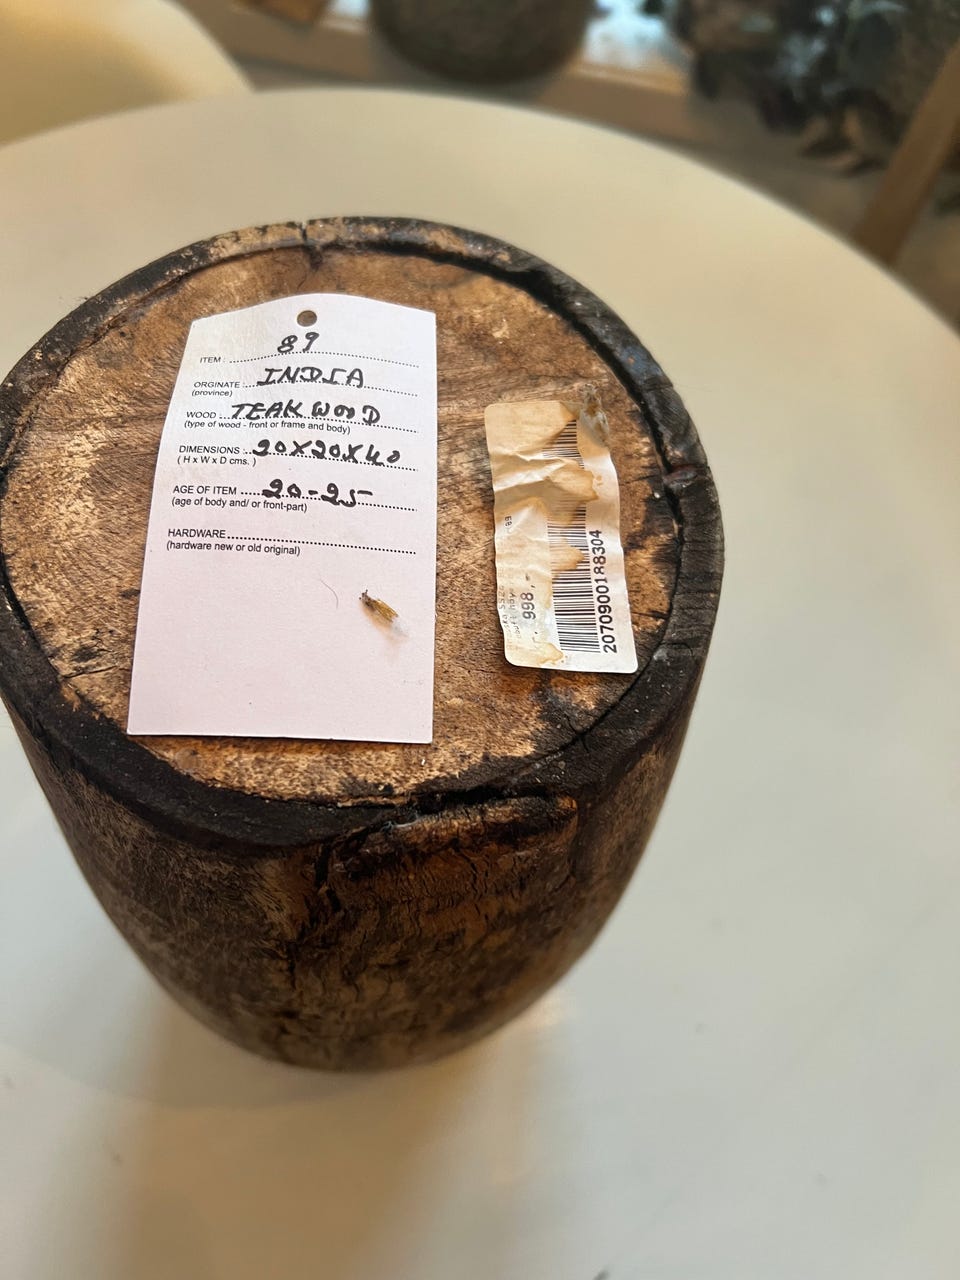 ITEM : 89
ORGINATE : INDIA
(province)
WOOD TEAK WOOD
(type of wood - front or frame and body)
DIMENSIONS : 20X20X40
( H x W x D cms. )
AGE OF ITEM 20-25
(age of body and/ or front-part)
HARDWARE
(hardware new or old original)
998,-
2070900188304